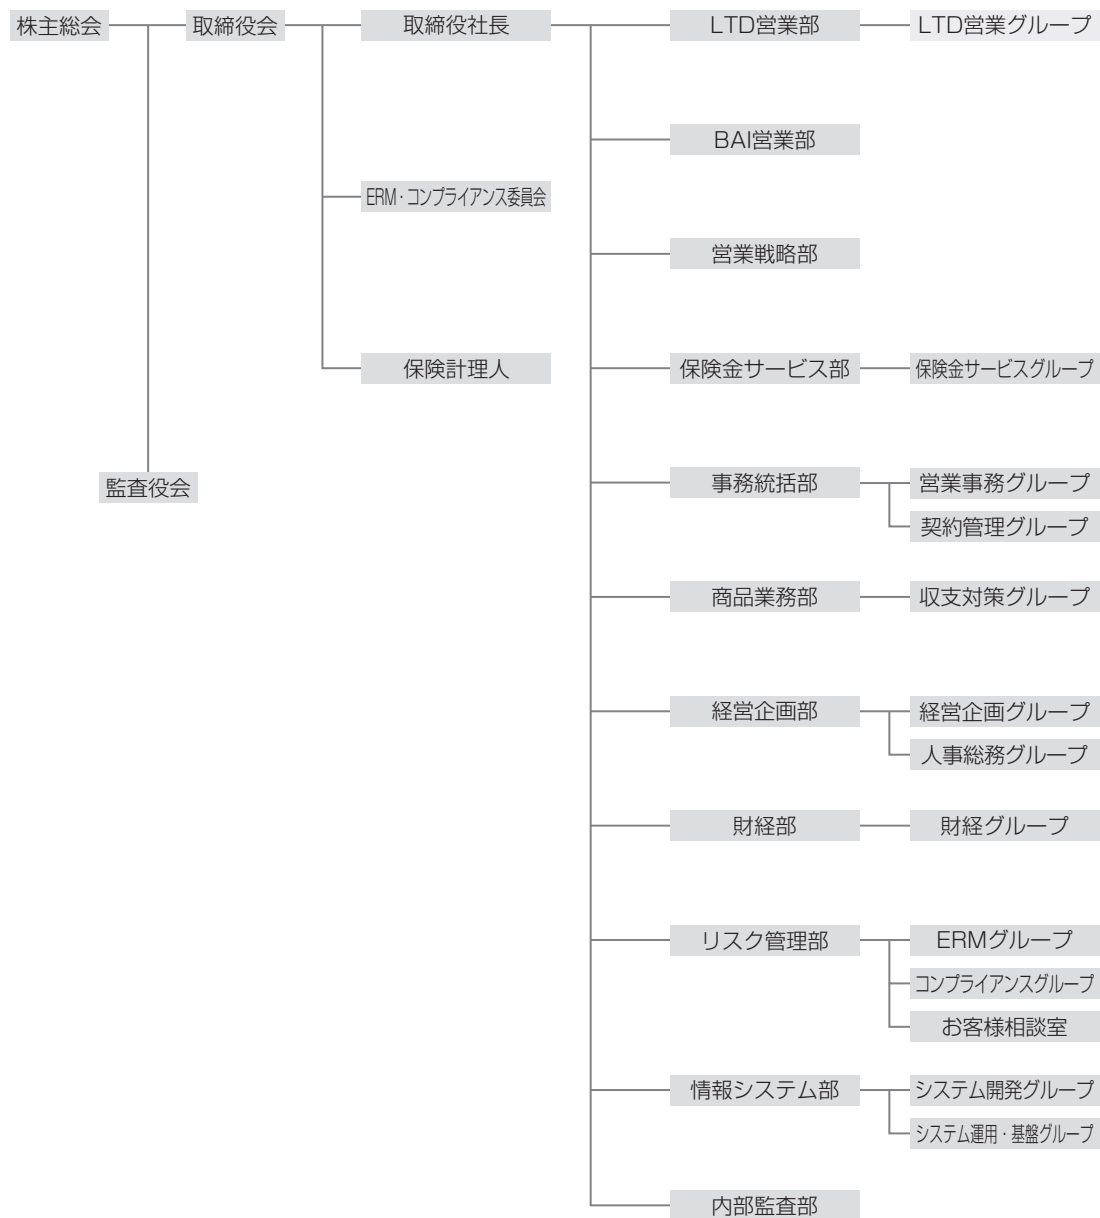 株主総会
取締役会
取締役社長
LTD営業部
LTD営業グループ
BAI営業部
ERM・コンプライアンス委員会
営業戦略部
保険計理人
保険金サービス部
保険金サービスグループ
監査役会
事務統括部
営業事務グループ
契約管理グループ
商品業務部
収支対策グループ
経営企画部
経営企画グループ
人事総務グループ
財経部
財経グループ
リスク管理部
ERMグループ
コンプライアンスグループ
お客様相談室
情報システム部
システム開発グループ
システム運用・基盤グループ
内部監査部